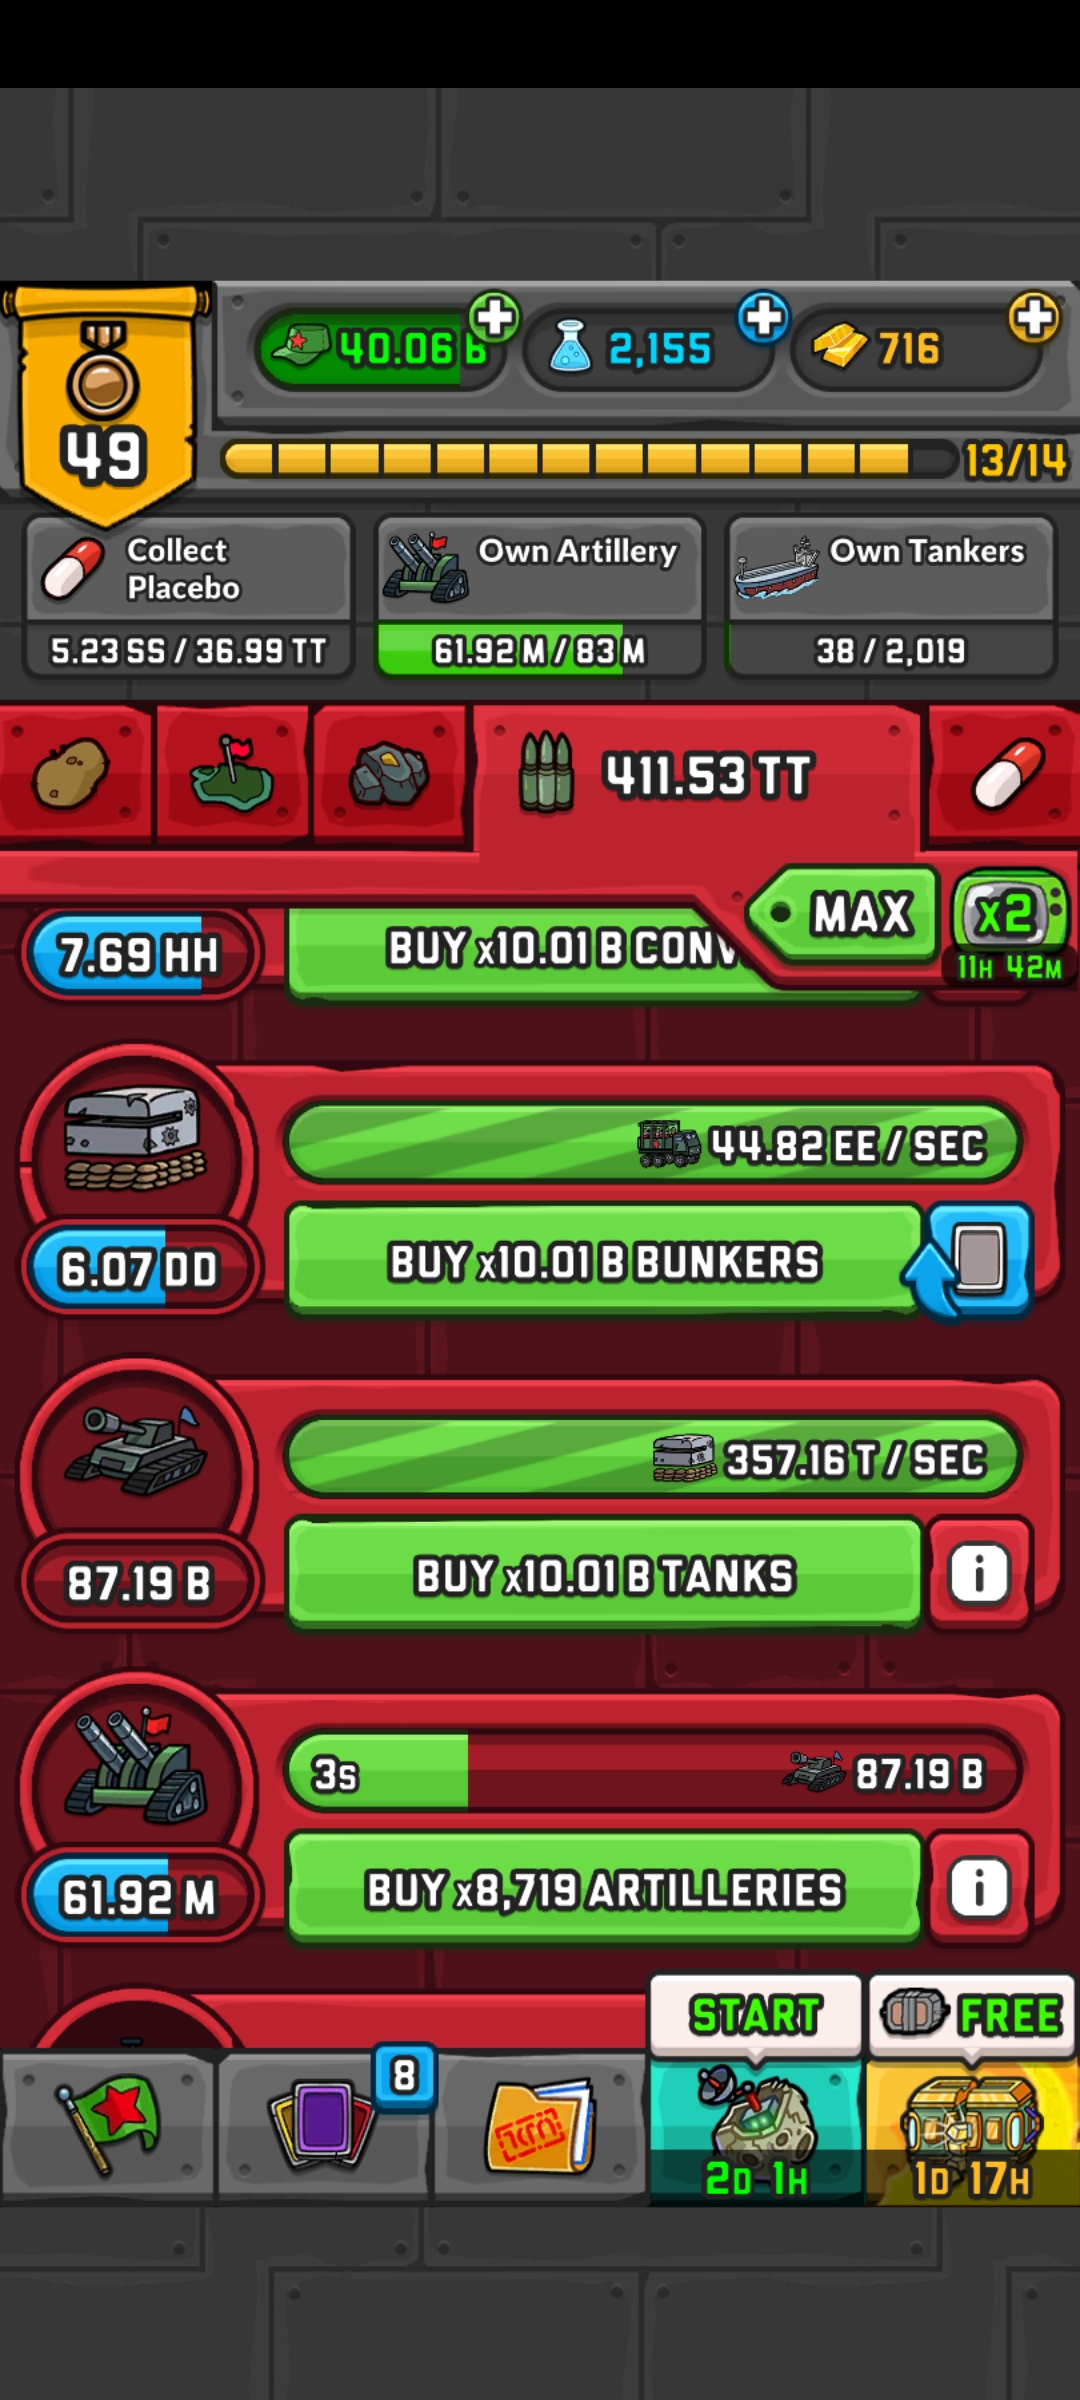 40.06 B
2,155
716
49
13/14
Collect
Placebo
5.23 SS / 36.99 TT
Own Artillery
61.92 M / 83 M
Own Tankers
38 / 2,019
411.53 TT
MAX
x2
11H 42M
7.69 HH
BUY x10.01 B CONV
44.82 EE / SEC
6.07 DD
BUY x10.01 B BUNKERS
357.16 T / SEC
87.19 B
BUY x10.01 B TANKS
i
3s
87.19 B
61.92 M
BUY x8,719 ARTILLERIES
i
START
FREE
8
2D 1H
1D 17H